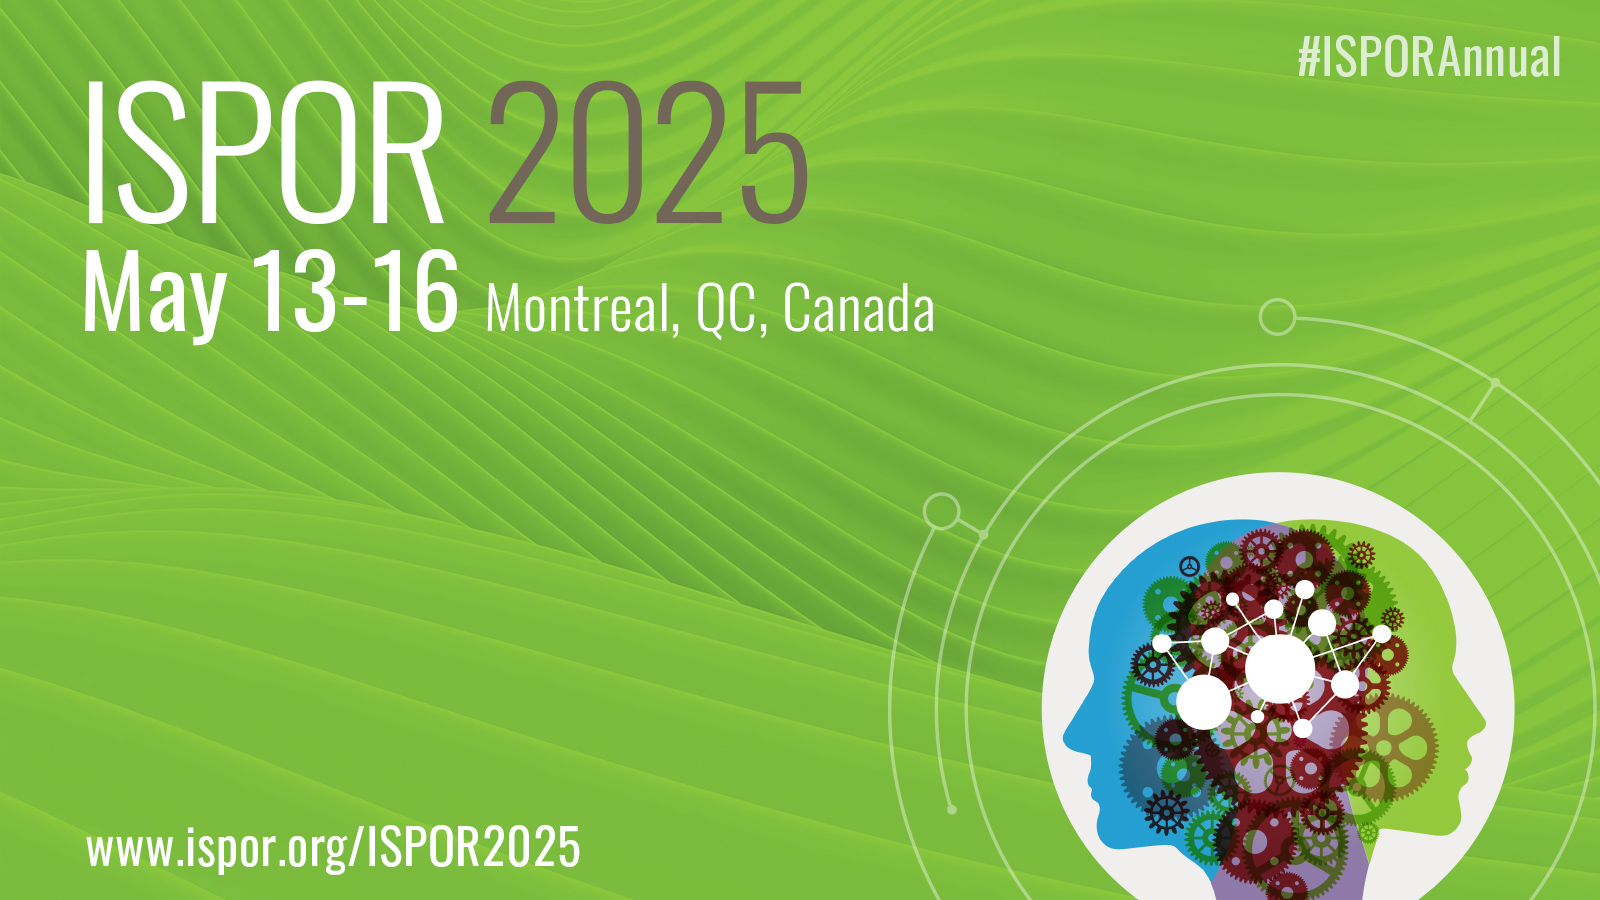 #ISPORAnnual
ISPOR 2025
May 13-16 Montreal, QC, Canada
www.ispor.org/ISPOR2025